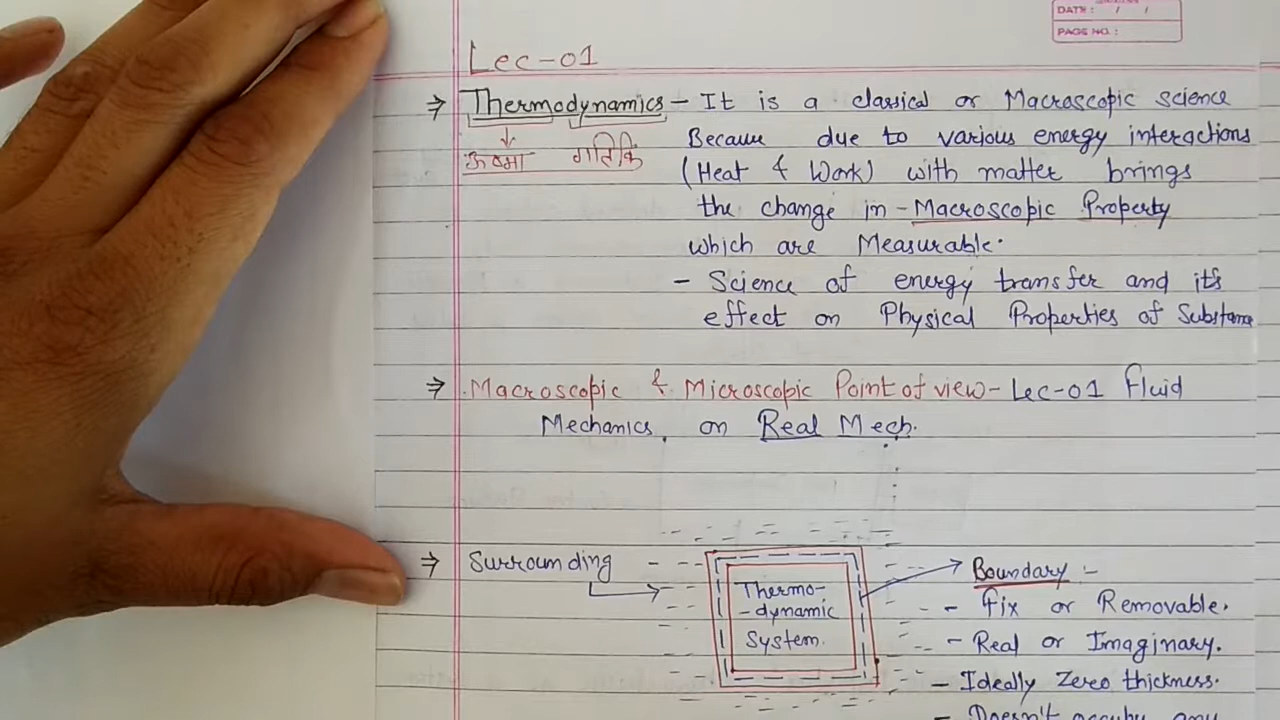 DATE : / /
PAGE NO. :
Lec-01
⇒ Thermodynamics - It is a classical or Macroscopic science
ऊष्मा गतिकि
Because due to various energy interactions
(Heat & Work) with matter brings
the change in - Macroscopic Property
which are Measurable.
- Science of energy transfer and it's
effect on Physical Properties of Substance
⇒ Macroscopic & Microscopic Point of view - Lec-01 Fluid
Mechanics, on Real Mech.
⇒ Surrounding
Thermo-
-dynamic
System.
Boundary :-
- fix or Removable.
- Real or Imaginary.
- Ideally Zero thickness.
- Doesn't occupy any